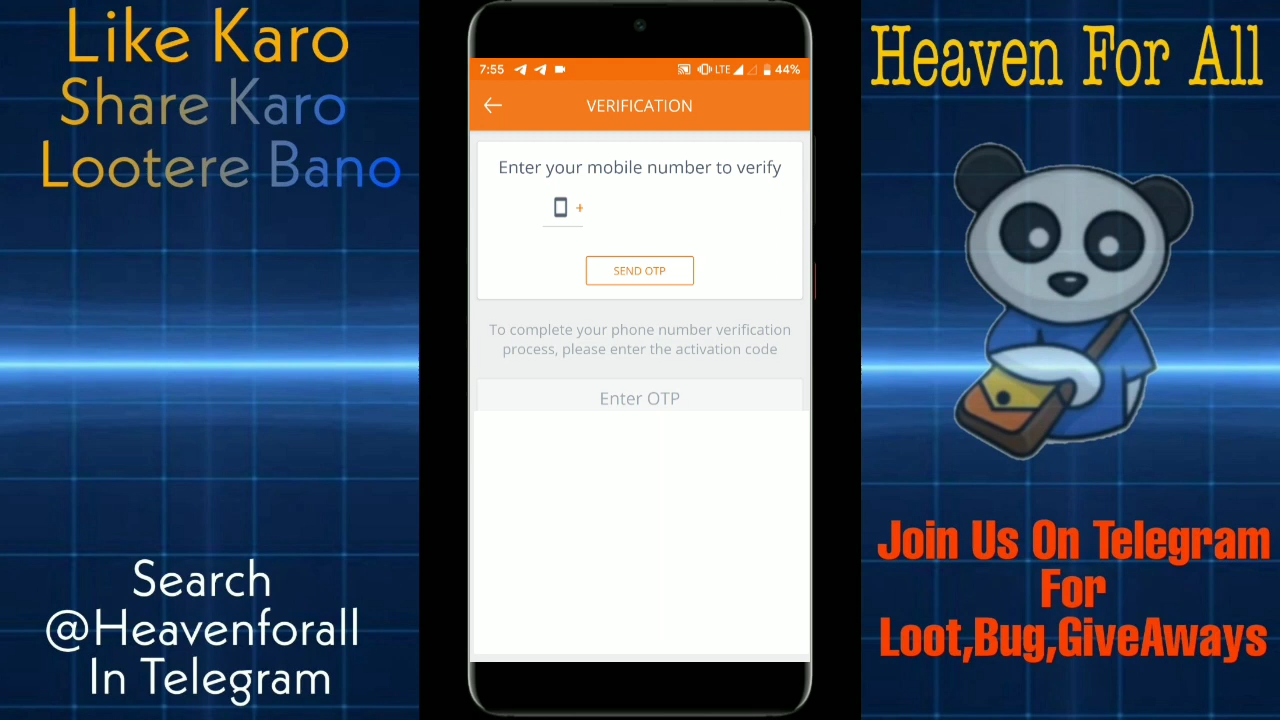 Like Karo
Share Karo
Lootere Bano
Search
@Heavenforall
In Telegram
7:55 LTE 44%
VERIFICATION
Enter your mobile number to verify
+
SEND OTP
To complete your phone number verification
process, please enter the activation code
Enter OTP
Heaven For All
Join Us On Telegram
For
Loot,Bug,GiveAways